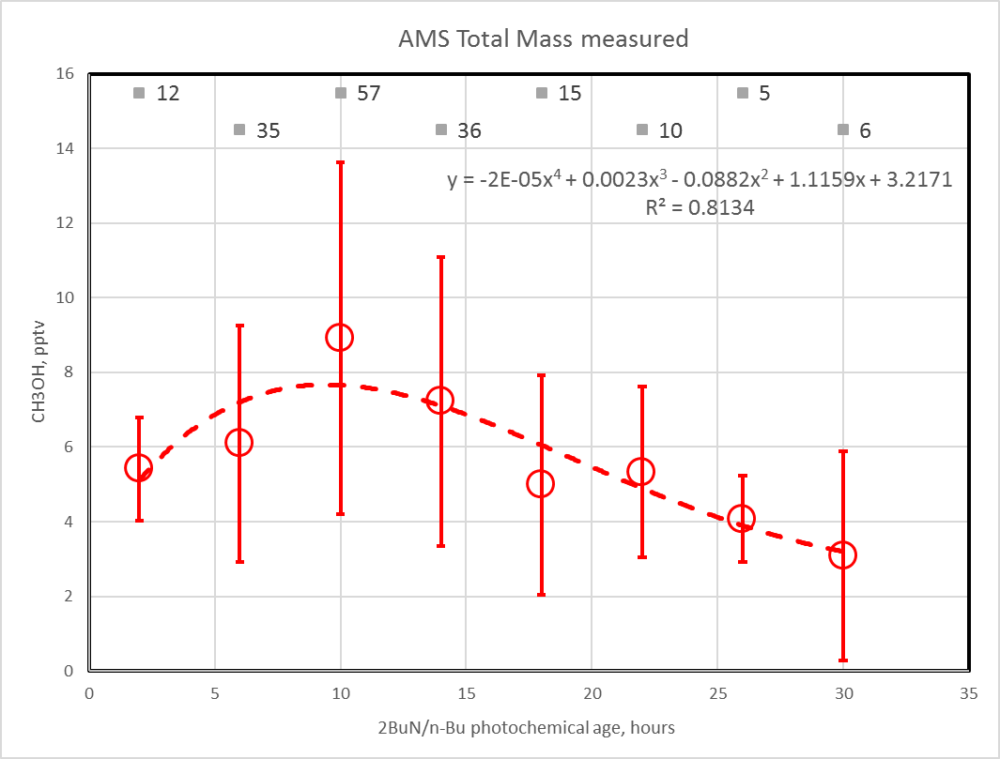 AMS Total Mass measured
16
12
57
15
5
35
36
10
6
14
y = -2E-05x⁴ + 0.0023x³ - 0.0882x² + 1.1159x + 3.2171
R² = 0.8134
12
10
8
6
4
2
0
CH3OH, pptv
0 5 10 15 20 25 30 35
2BuN/n-Bu photochemical age, hours